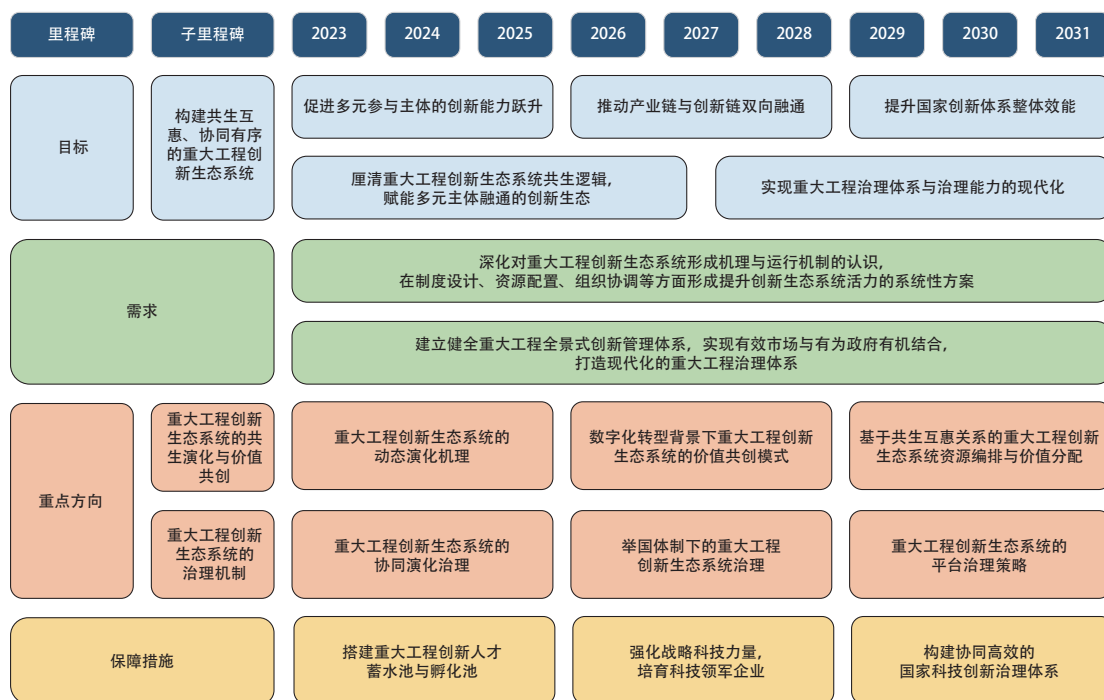 里程碑
子里程碑
2023
2024
2025
2026
2027
2028
2029
2030
2031
目标
构建共生互
惠、协同有序
的重大工程创
新生态系统
促进多元参与主体的创新能力跃升
推动产业链与创新链双向融通
提升国家创新体系整体效能
厘清重大工程创新生态系统共生逻辑，
赋能多元主体融通的创新生态
实现重大工程治理体系与治理能力的现代化
需求
深化对重大工程创新生态系统形成机理与运行机制的认识，
在制度设计、资源配置、组织协调等方面形成提升创新生态系统活力的系统性方案
建立健全重大工程全景式创新管理体系，实现有效市场与有为政府有机结合，
打造现代化的重大工程治理体系
重点方向
重大工程创新
生态系统的共
生演化与价值
共创
重大工程创新生态系统的
动态演化机理
数字化转型背景下重大工程创新
生态系统的价值共创模式
基于共生互惠关系的重大工程创新
生态系统资源编排与价值分配
重大工程创新
生态系统的
治理机制
重大工程创新生态系统的
协同演化治理
举国体制下的重大工程
创新生态系统治理
重大工程创新生态系统的
平台治理策略
保障措施
搭建重大工程创新人才
蓄水池与孵化池
强化战略科技力量，
培育科技领军企业
构建协同高效的
国家科技创新治理体系